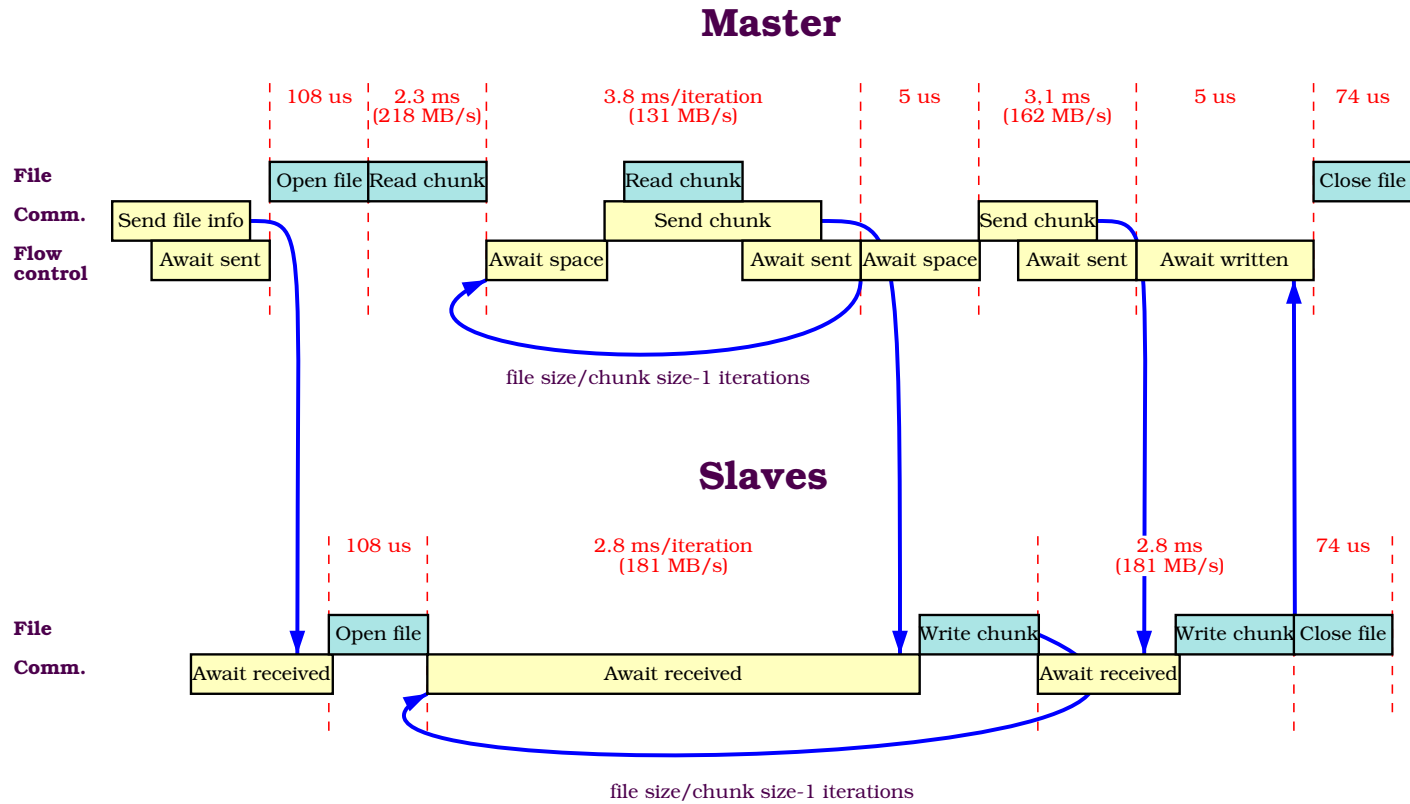 Master
108 us
2.3 ms
(218 MB/s)
3.8 ms/iteration
(131 MB/s)
5 us
3,1 ms
(162 MB/s)
5 us
74 us
File
Open file
Read chunk
Read chunk
Close file
Comm.
Send file info
Send chunk
Send chunk
Flow
control
Await sent
Await space
Await sent
Await space
Await sent
Await written
file size/chunk size-1 iterations
Slaves
108 us
2.8 ms/iteration
(181 MB/s)
2.8 ms
(181 MB/s)
74 us
File
Open file
Write chunk
Write chunk
Close file
Comm.
Await received
Await received
Await received
file size/chunk size-1 iterations